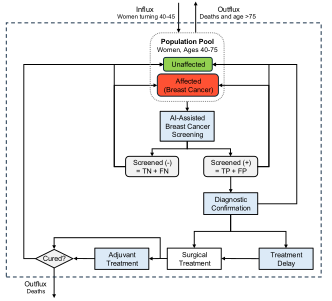 Influx
Women turning 40-45
Outflux
Deaths and age >75
Population Pool
Women, Ages 40-75
Unaffected
Affected
(Breast Cancer)
AI-Assisted
Breast Cancer
Screening
Screened (-)
= TN + FN
Screened (+)
= TP + FP
Diagnostic
Confirmation
Cured?
Adjuvant
Treatment
Surgical
Treatment
Treatment
Delay
Outflux
Deaths